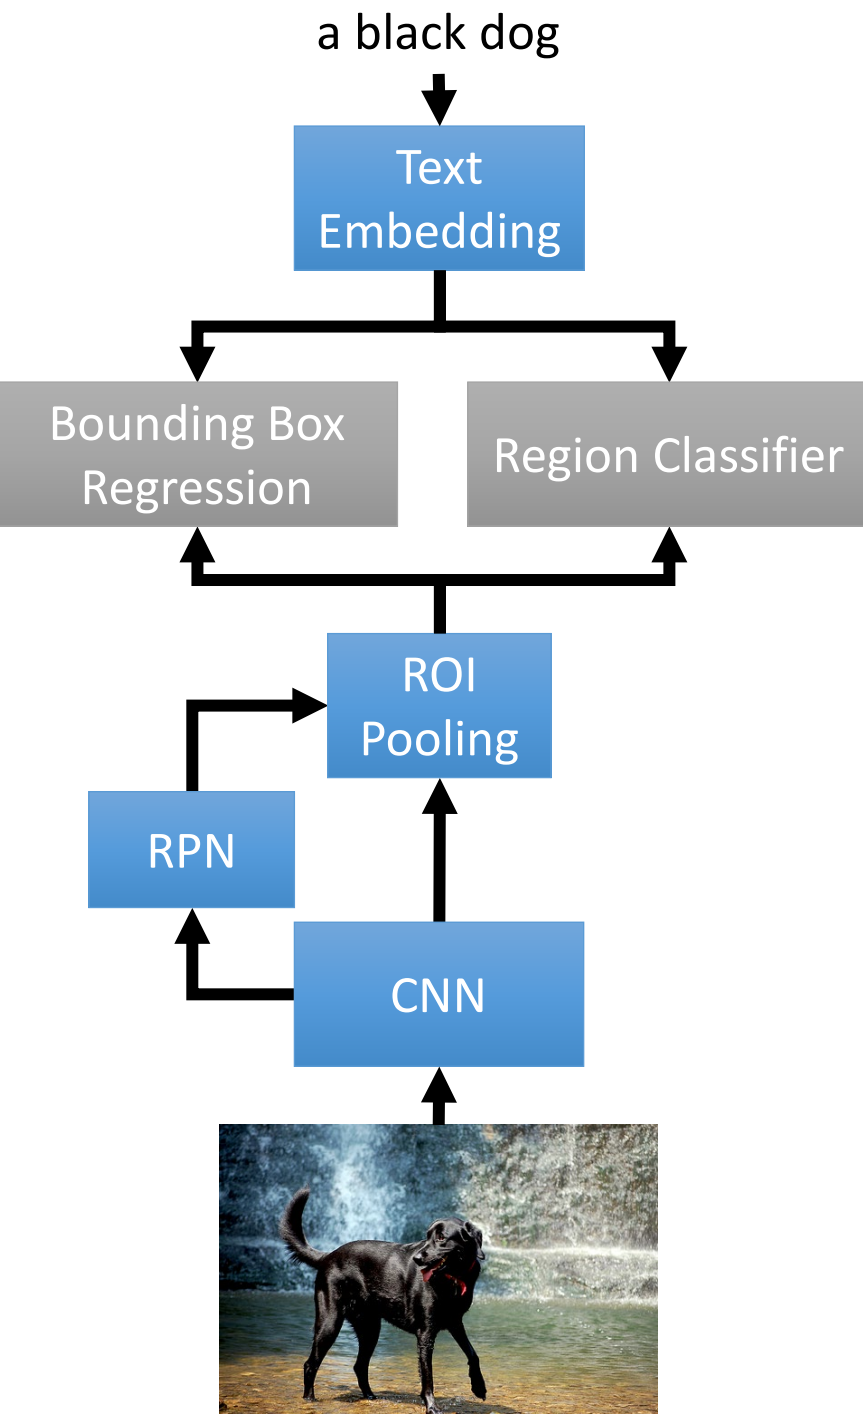 a black dog
Text
Embedding
Bounding Box
Regression
Region Classifier
ROI
Pooling
RPN
CNN